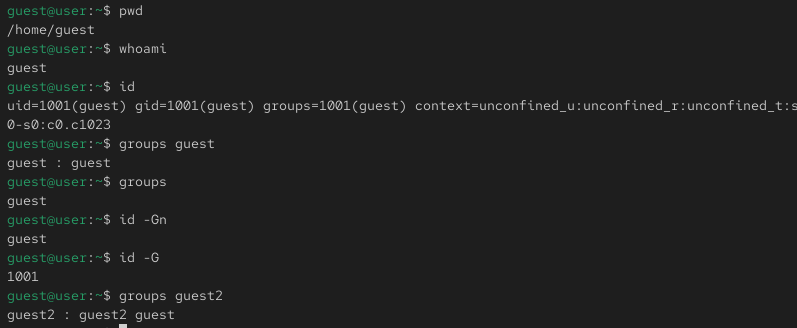 guest@user:~$ pwd
/home/guest
guest@user:~$ whoami
guest
guest@user:~$ id
uid=1001(guest) gid=1001(guest) groups=1001(guest) context=unconfined_u:unconfined_r:unconfined_t:s
0-s0:c0.c1023
guest@user:~$ groups guest
guest : guest
guest@user:~$ groups
guest
guest@user:~$ id -Gn
guest
guest@user:~$ id -G
1001
guest@user:~$ groups guest2
guest2 : guest2 guest